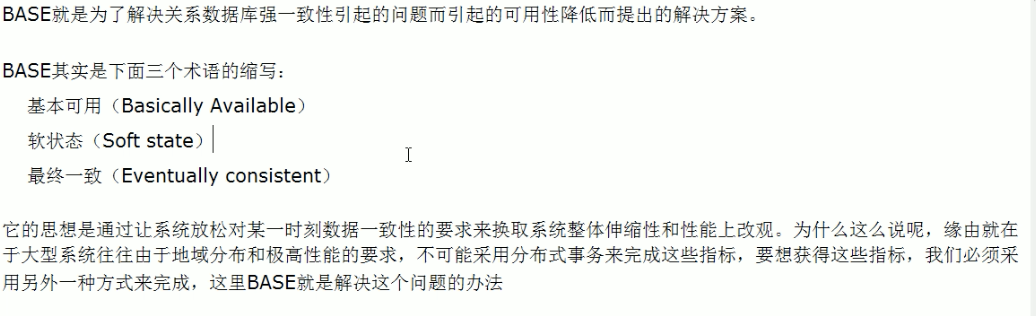 BASE就是为了解决关系数据库强一致性引起的问题而引起的可用性降低而提出的解决方案。
BASE其实是下面三个术语的缩写：
基本可用（Basically Available）
软状态（Soft state）
最终一致（Eventually consistent）
它的思想是通过让系统放松对某一时刻数据一致性的要求来换取系统整体伸缩性和性能上改观。为什么这么说呢，缘由就在
于大型系统往往由于地域分布和极高性能的要求，不可能采用分布式事务来完成这些指标，要想获得这些指标，我们必须采
用另外一种方式来完成，这里BASE就是解决这个问题的办法